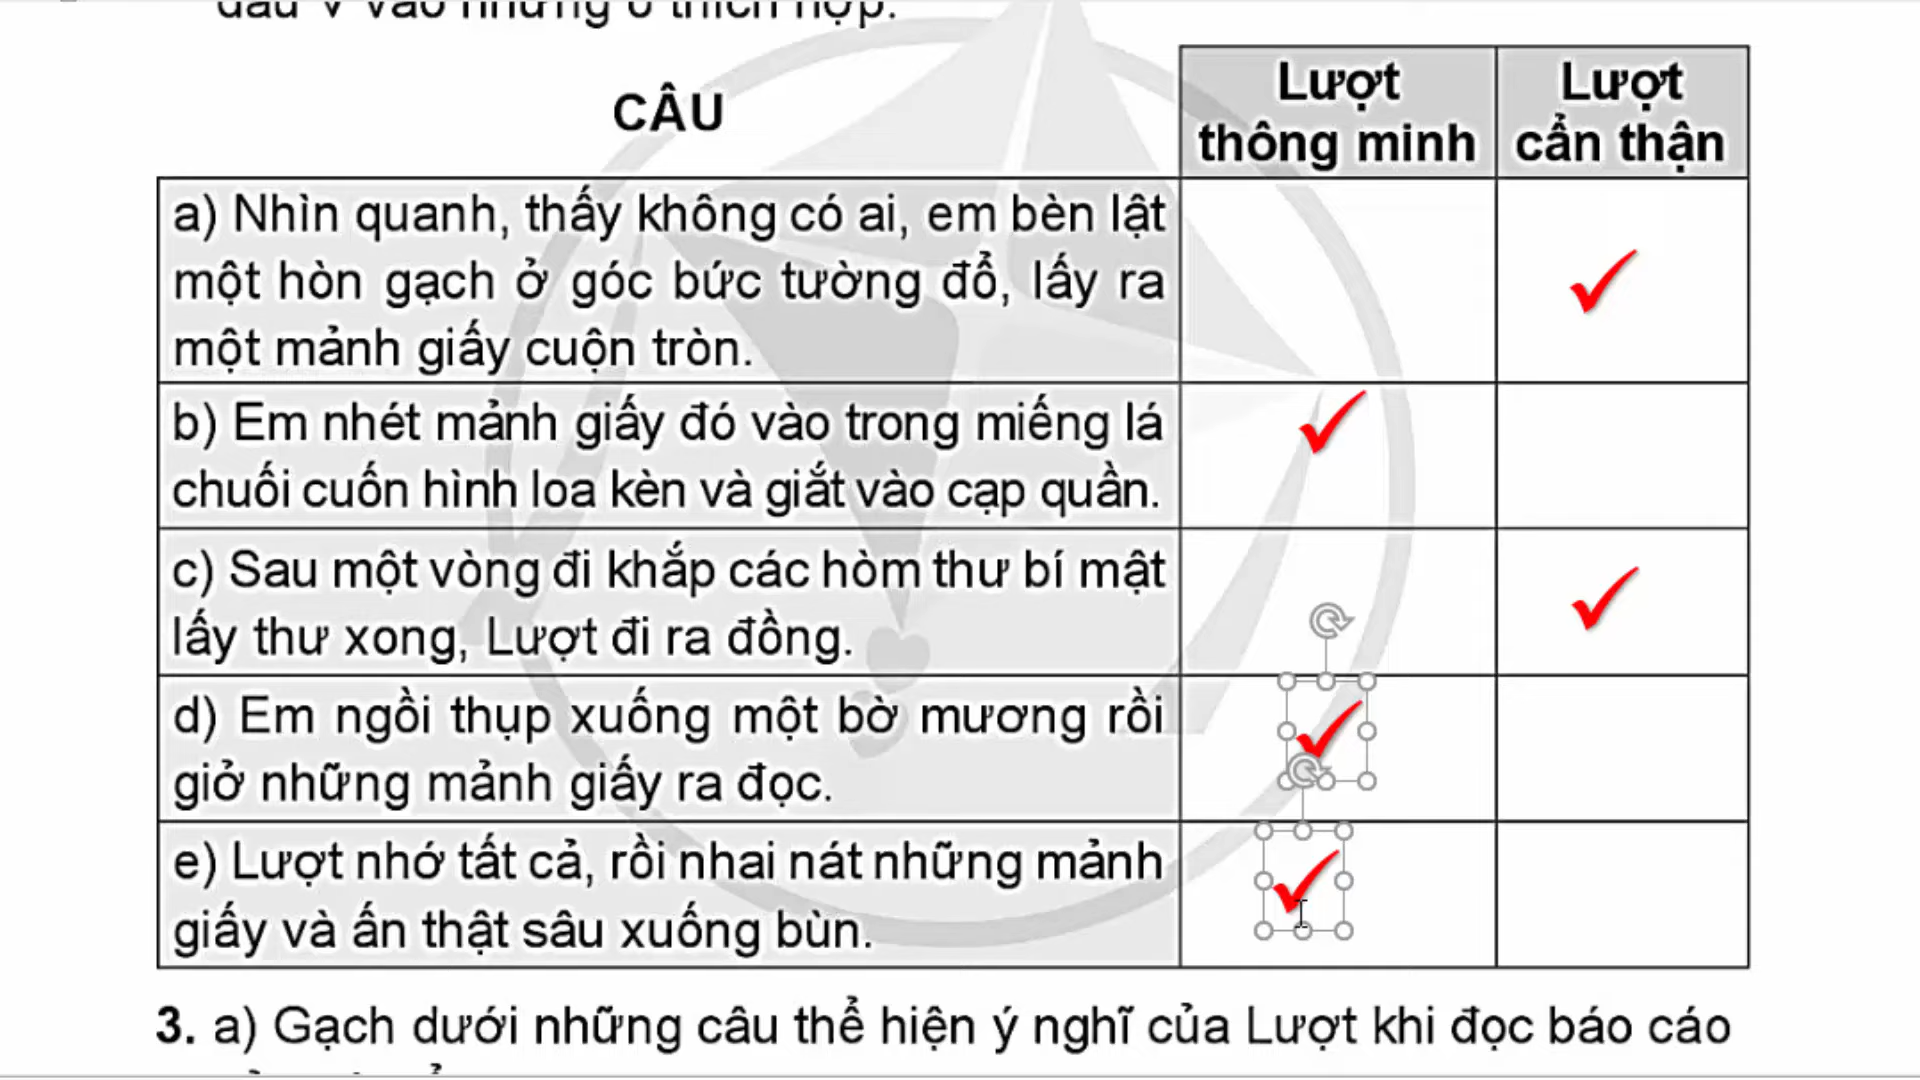 dấu V vào những ô thích hợp.
CÂU
Lượt
thông minh
Lượt
cẩn thận
a) Nhìn quanh, thấy không có ai, em bèn lật
một hòn gạch ở góc bức tường đổ, lấy ra
một mảnh giấy cuộn tròn.
b) Em nhét mảnh giấy đó vào trong miếng lá
chuối cuốn hình loa kèn và giắt vào cạp quần.
c) Sau một vòng đi khắp các hòm thư bí mật
lấy thư xong, Lượt đi ra đồng.
d) Em ngồi thụp xuống một bờ mương rồi
giở những mảnh giấy ra đọc.
e) Lượt nhớ tất cả, rồi nhai nát những mảnh
giấy và ấn thật sâu xuống bùn.
3. a) Gạch dưới những câu thể hiện ý nghĩ của Lượt khi đọc báo cáo